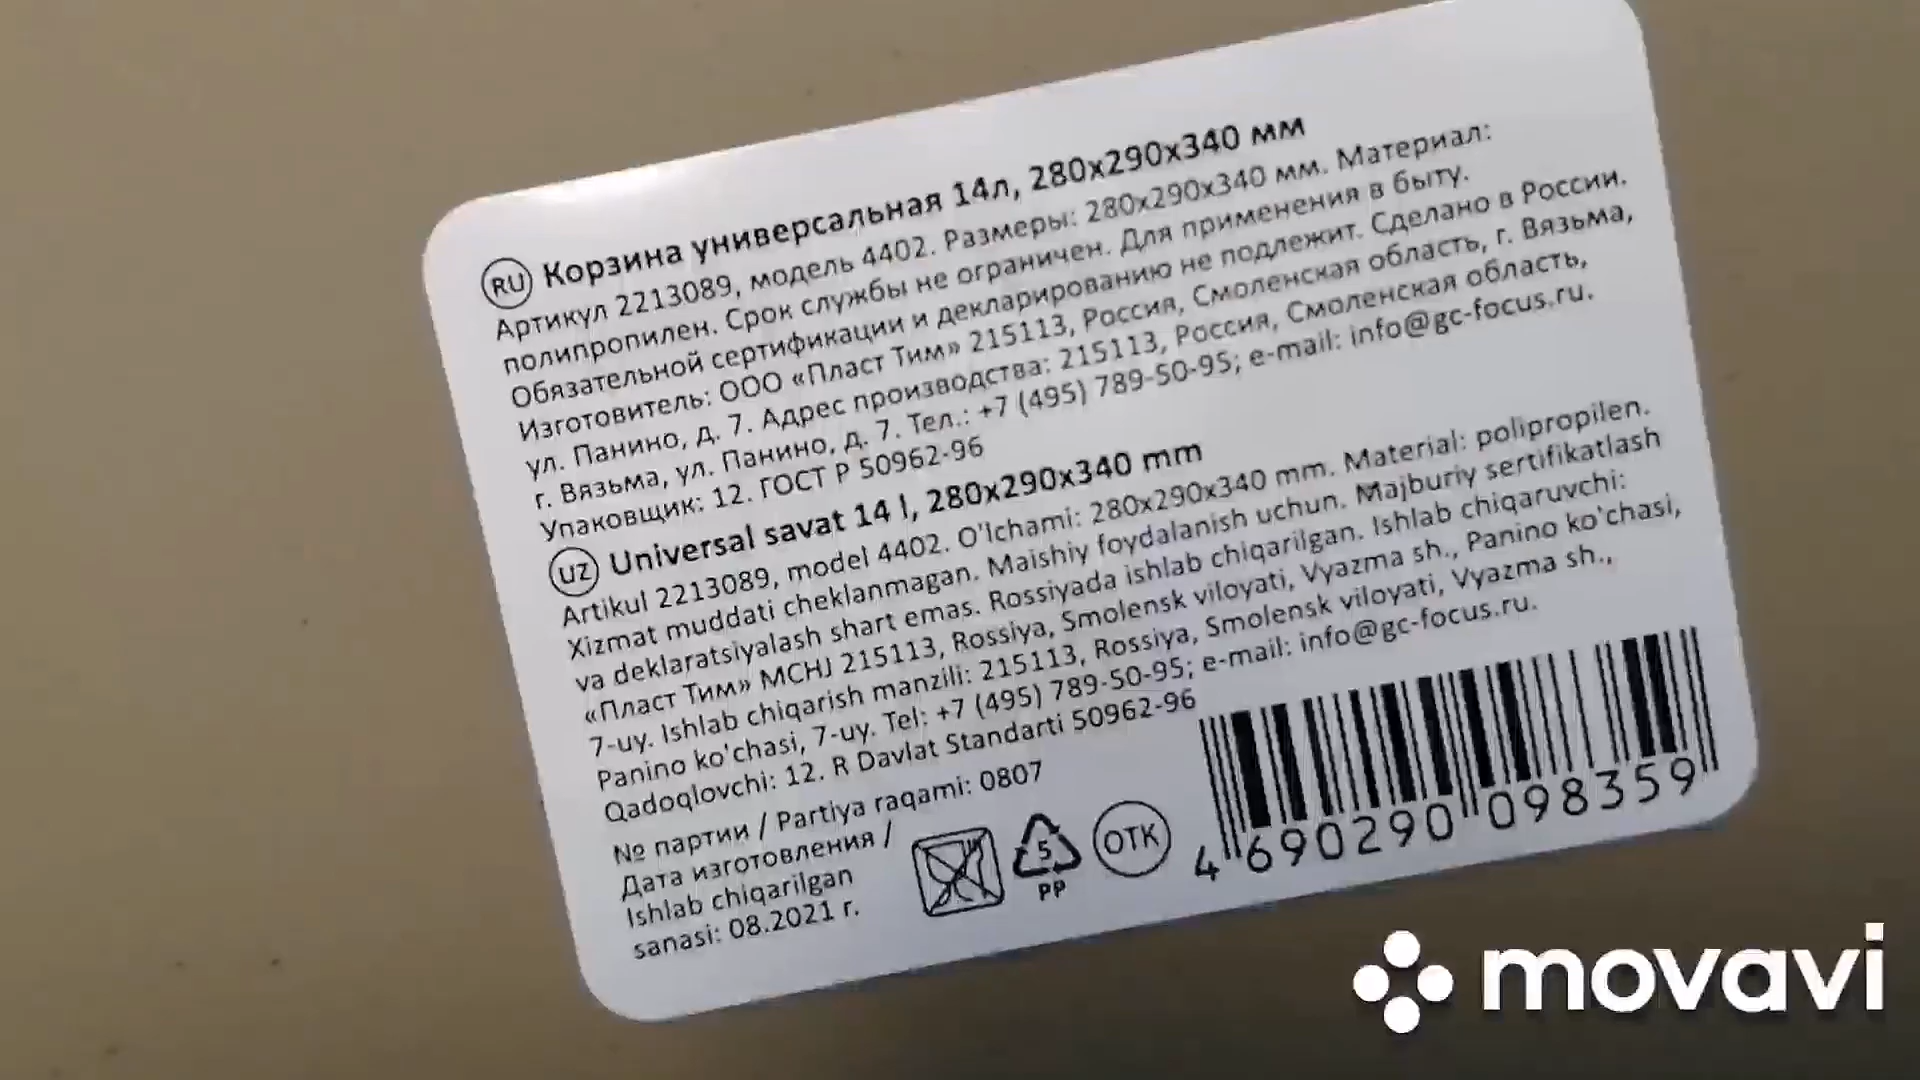 RU Корзина универсальная 14л, 280х290х340 мм
Артикул 2213089, модель 4402. Размеры: 280х290х340 мм. Материал:
полипропилен. Срок службы не ограничен. Для применения в быту.
Обязательной сертификации и декларированию не подлежит. Сделано в России.
Изготовитель: ООО «Пласт Тим» 215113, Россия, Смоленская область, г. Вязьма,
ул. Панино, д. 7. Адрес производства: 215113, Россия, Смоленская область,
г. Вязьма, ул. Панино, д. 7. Тел.: +7 (495) 789-50-95; e-mail: info@gc-focus.ru.
Упаковщик: 12. ГОСТ Р 50962-96
UZ Universal savat 14 l, 280x290x340 mm
Artikul 2213089, model 4402. O'lchami: 280x290x340 mm. Material: polipropilen.
Xizmat muddati cheklanmagan. Maishiy foydalanish uchun. Majburiy sertifikatlash
va deklaratsiyalash shart emas. Rossiyada ishlab chiqarilgan. Ishlab chiqaruvchi:
«Пласт Тим» MCHJ 215113, Rossiya, Smolensk viloyati, Vyazma sh., Panino ko'chasi,
7-uy. Ishlab chiqarish manzili: 215113, Rossiya, Smolensk viloyati, Vyazma sh.,
Panino ko'chasi, 7-uy. Tel: +7 (495) 789-50-95; e-mail: info@gc-focus.ru.
Qadoqlovchi: 12. R Davlat Standarti 50962-96
№ партии / Partiya raqami: 0807
Дата изготовления /
Ishlab chiqarilgan
sanasi: 08.2021 г.
5
PP
ОТК
4 690290 098359
movavi